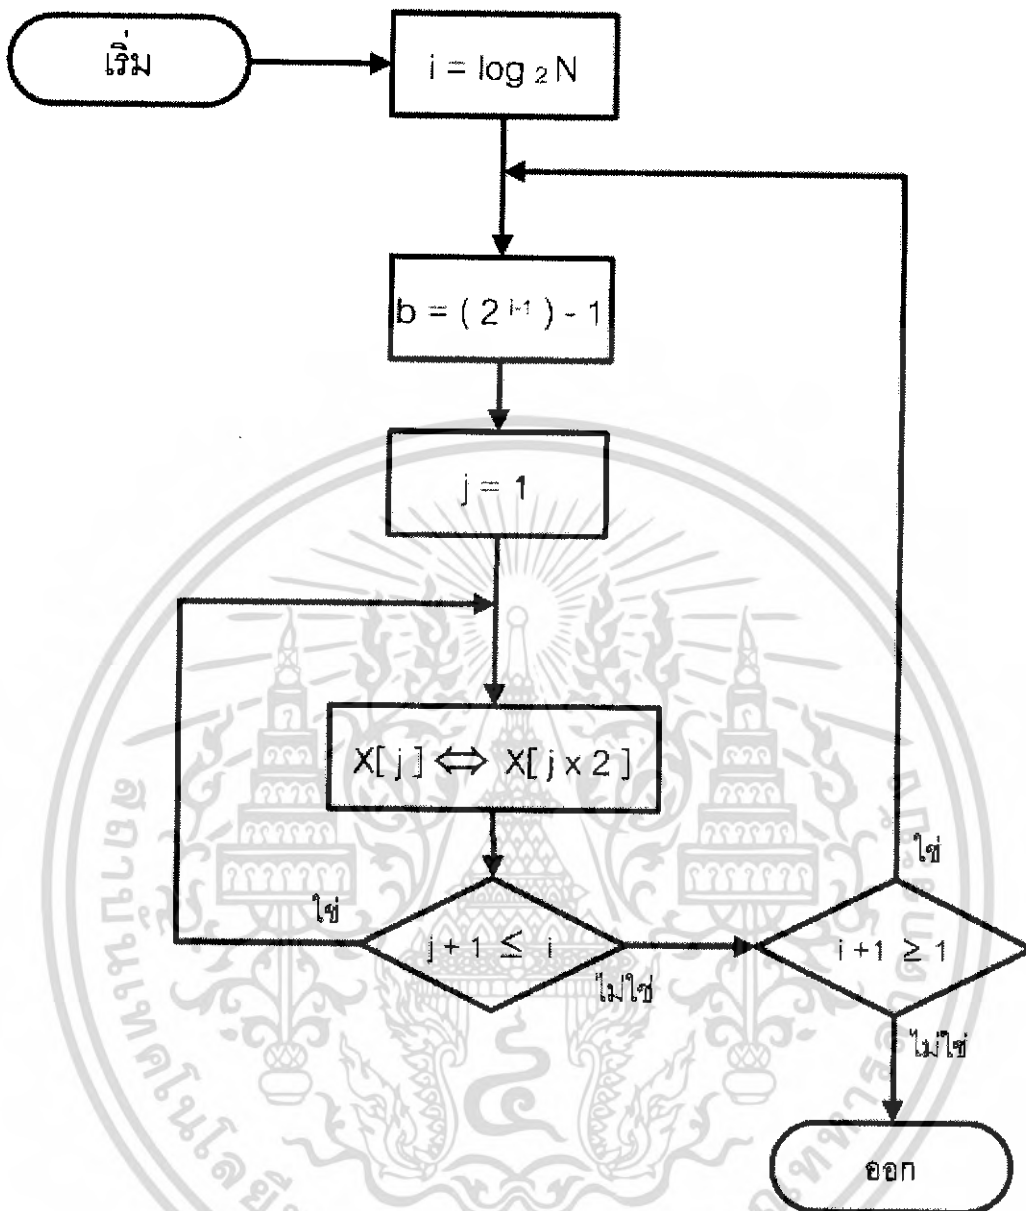 เริ่ม
i = log ₂ N
b = ( 2 ⁱ⁻¹ ) - 1
j = 1
X[ j ] ⇔ X[ j x 2 ]
j + 1 ≤ i
ใช่
ไม่ใช่
i + 1 ≥ 1
ใช่
ไม่ใช่
ออก